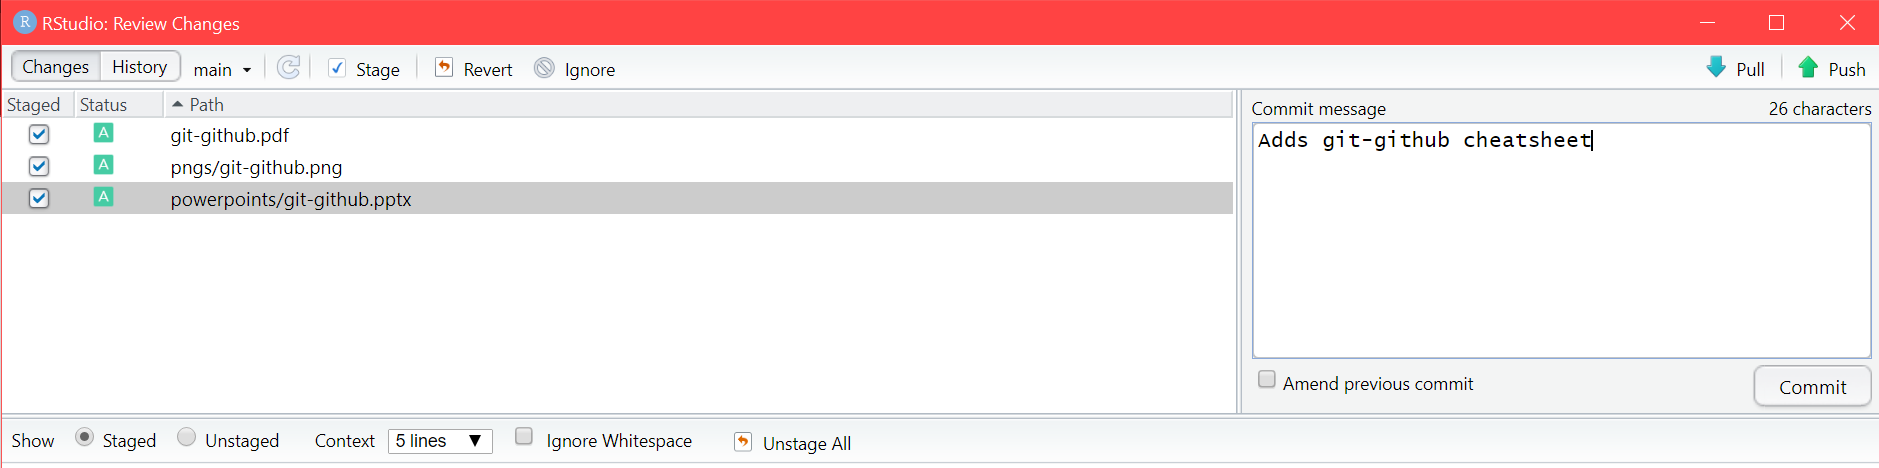 R RStudio: Review Changes
Changes History main Stage Revert Ignore Pull Push
Staged Status Path
A git-github.pdf
A pngs/git-github.png
A powerpoints/git-github.pptx
Commit message 26 characters
Adds git-github cheatsheet
Amend previous commit Commit
Show Staged Unstaged Context 5 lines Ignore Whitespace Unstage All